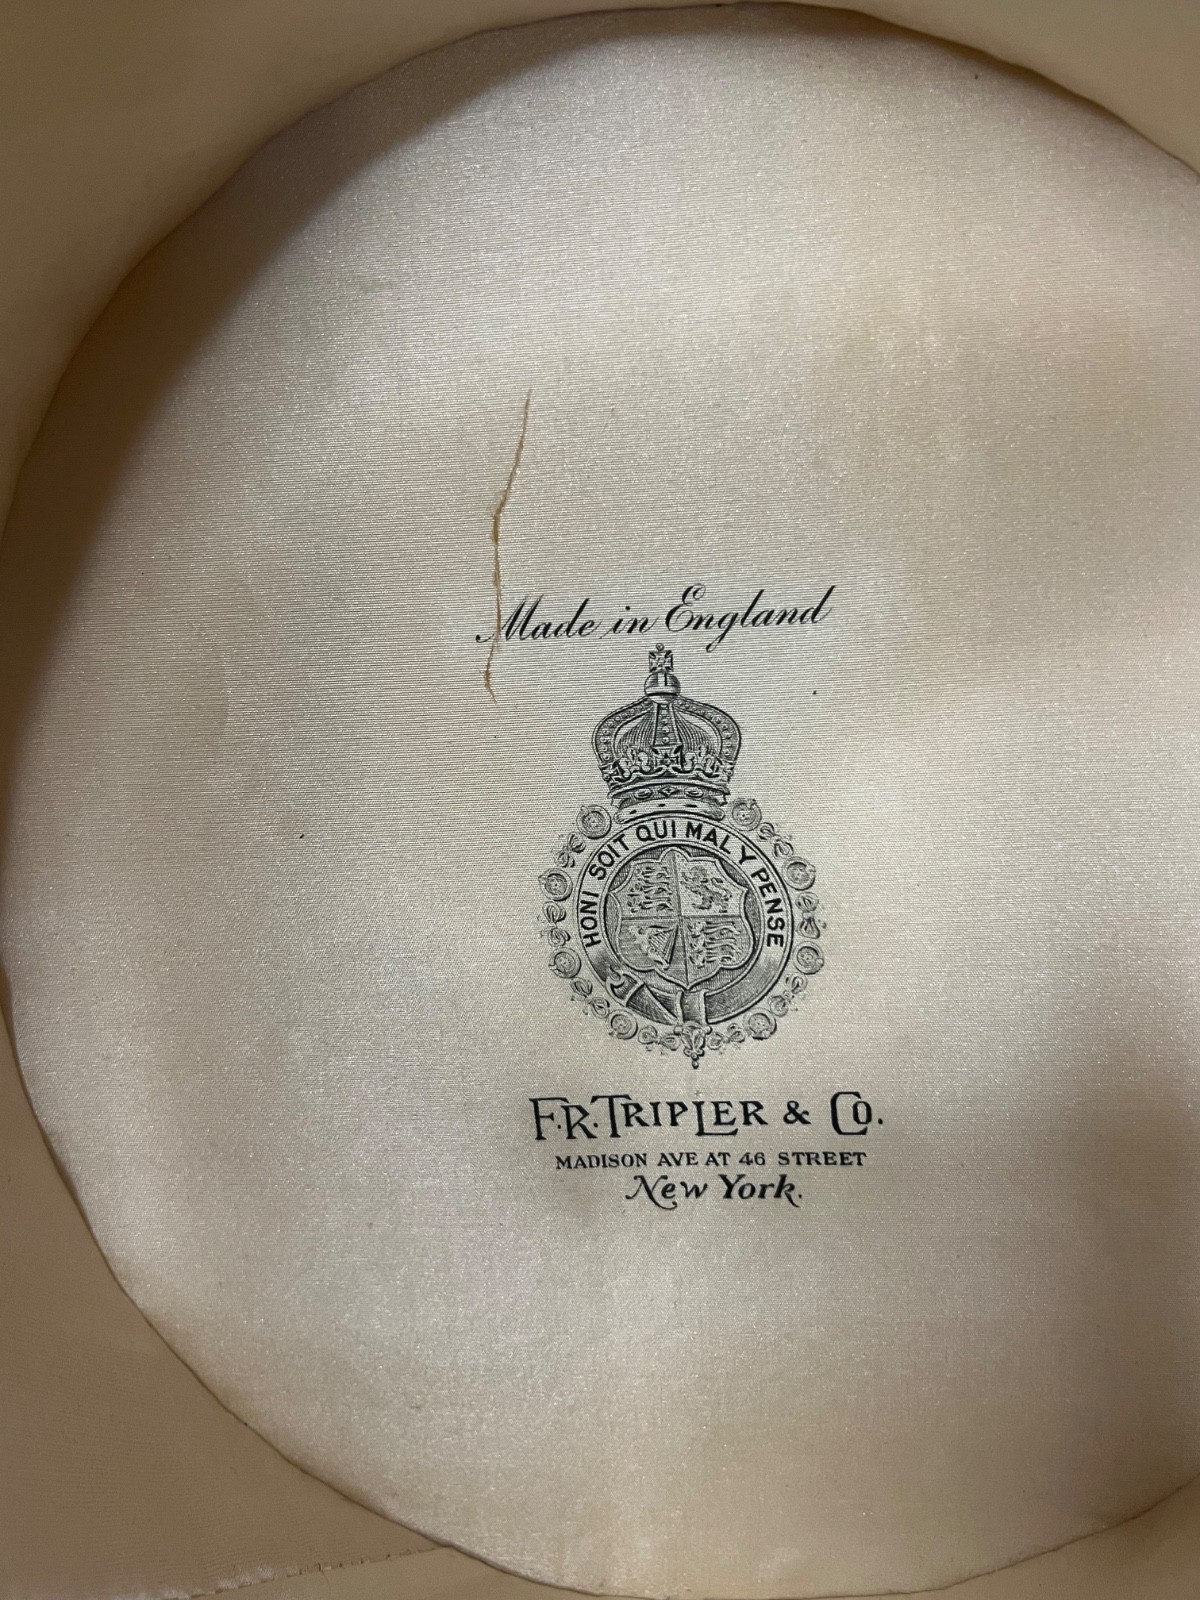 Made in England
HONI SOIT QUI MAL Y PENSE
F.R. TRIPLER & CO.
MADISON AVE AT 46 STREET
New York.